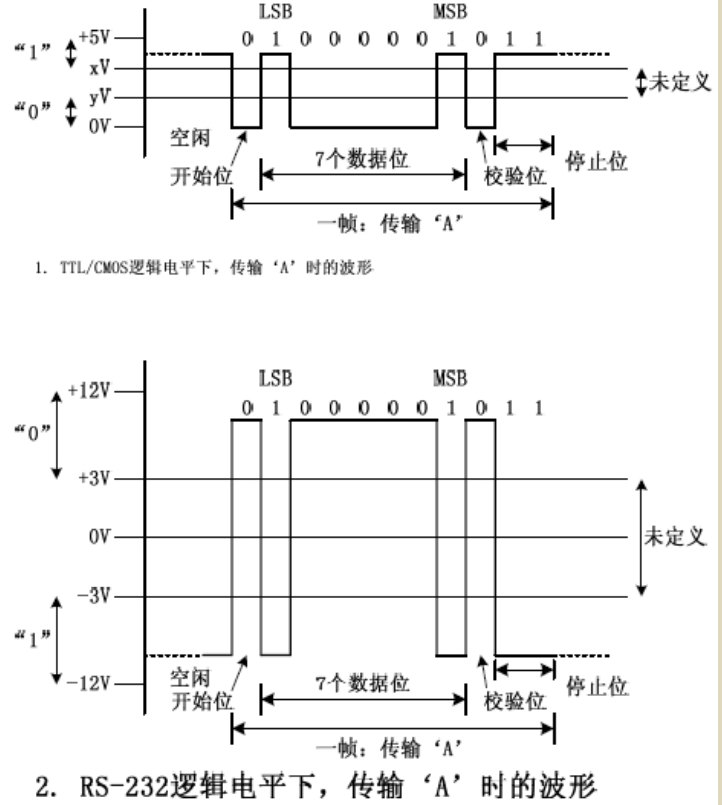 LSB MSB
+5V 0 1 0 0 0 0 0 1 0 1 1
“1”
xV
未定义
yV
“0”
0V
空闲
开始位 7个数据位 校验位 停止位
一帧：传输‘A’
1. TTL/CMOS逻辑电平下，传输‘A’时的波形
LSB MSB
+12V
0 1 0 0 0 0 0 1 0 1 1
“0”
+3V
0V 未定义
-3V
“1”
-12V
空闲
开始位 7个数据位 校验位 停止位
一帧：传输‘A’
2. RS-232逻辑电平下，传输‘A’时的波形